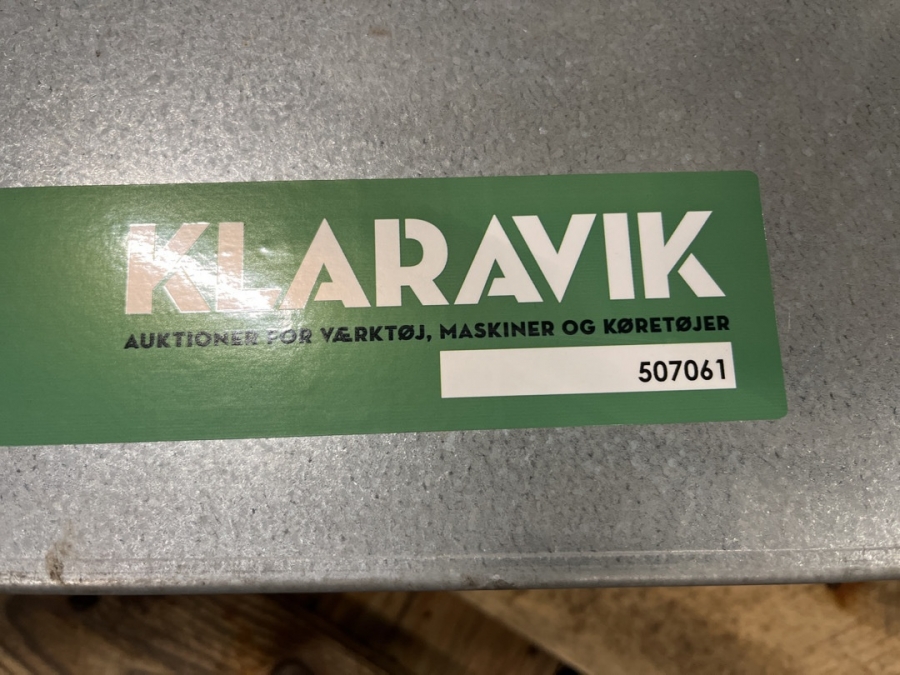 KLARAVIK
AUKTIONER FOR VÆRKTØJ, MASKINER OG KØRETØJER
507061